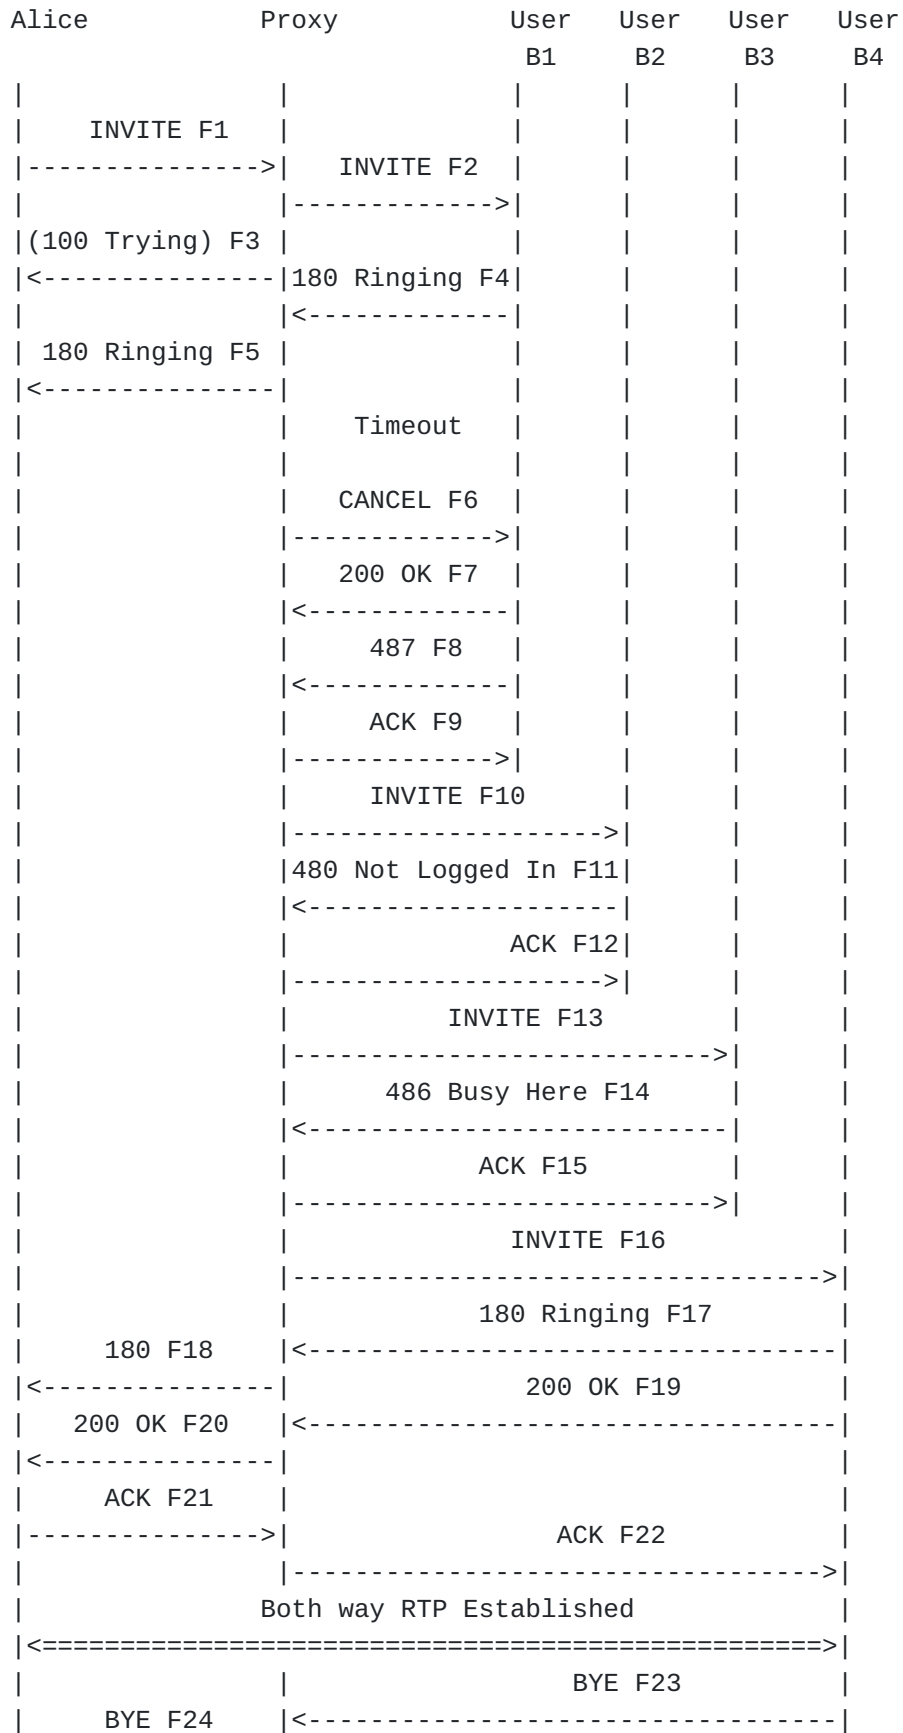 Alice           Proxy           User   User   User   User
                                 B1     B2     B3     B4
|                |              |      |      |      |
|    INVITE F1   |              |      |      |      |
|--------------->|   INVITE F2  |      |      |      |
|                |------------->|      |      |      |
|(100 Trying) F3 |              |      |      |      |
|<---------------|180 Ringing F4|      |      |      |
|                |<-------------|      |      |      |
| 180 Ringing F5 |              |      |      |      |
|<---------------|              |      |      |      |
|                |    Timeout   |      |      |      |
|                |              |      |      |      |
|                |   CANCEL F6  |      |      |      |
|                |------------->|      |      |      |
|                |   200 OK F7  |      |      |      |
|                |<-------------|      |      |      |
|                |     487 F8   |      |      |      |
|                |<-------------|      |      |      |
|                |     ACK F9   |      |      |      |
|                |------------->|      |      |      |
|                |     INVITE F10      |      |      |
|                |-------------------->|      |      |
|                |480 Not Logged In F11|      |      |
|                |<--------------------|      |      |
|                |              ACK F12|      |      |
|                |-------------------->|      |      |
|                |          INVITE F13        |      |
|                |--------------------------->|      |
|                |      486 Busy Here F14     |      |
|                |<---------------------------|      |
|                |            ACK F15         |      |
|                |--------------------------->|      |
|                |              INVITE F16           |
|                |---------------------------------->|
|                |            180 Ringing F17        |
|     180 F18    |<----------------------------------|
|<---------------|               200 OK F19          |
|   200 OK F20   |<----------------------------------|
|<---------------|                                   |
|     ACK F21    |                                   |
|--------------->|                 ACK F22           |
|                |---------------------------------->|
|               Both way RTP Established             |
|<==================================================>|
|                |                  BYE F23          |
|     BYE F24    |<----------------------------------|